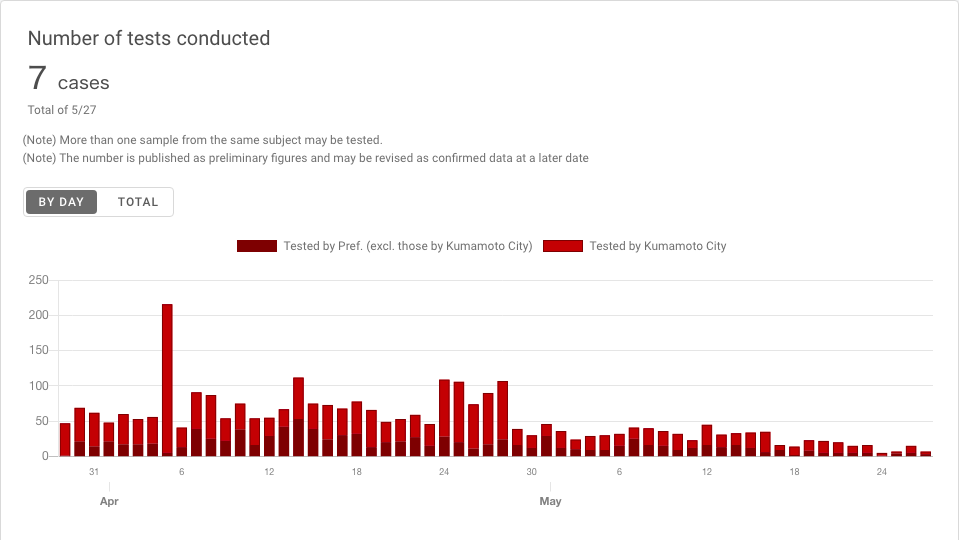 Number of tests conducted
7 cases
Total of 5/27
(Note) More than one sample from the same subject may be tested.
(Note) The number is published as preliminary figures and may be revised as confirmed data at a later date
BY DAY TOTAL
Tested by Pref. (excl. those by Kumamoto City) Tested by Kumamoto City
250
200
150
100
50
0
31 6 12 18 24 30 6 12 18 24
Apr May